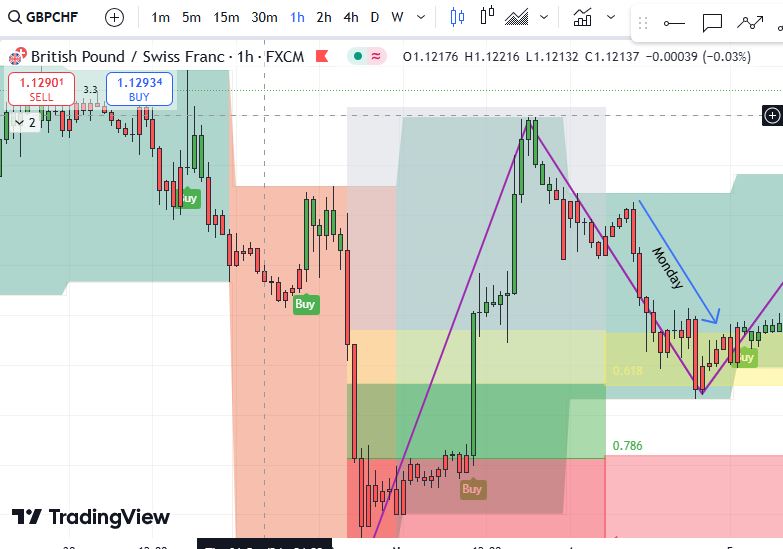 GBPCHF 1m 5m 15m 30m 1h 2h 4h D W
British Pound / Swiss Franc · 1h · FXCM O1.12176 H1.12216 L1.12132 C1.12137 −0.00039 (−0.03%)
1.12901 SELL 3.3 1.12934 BUY
2
Buy
Monday
Buy
Buy
0.618
0.786
Buy
TradingView